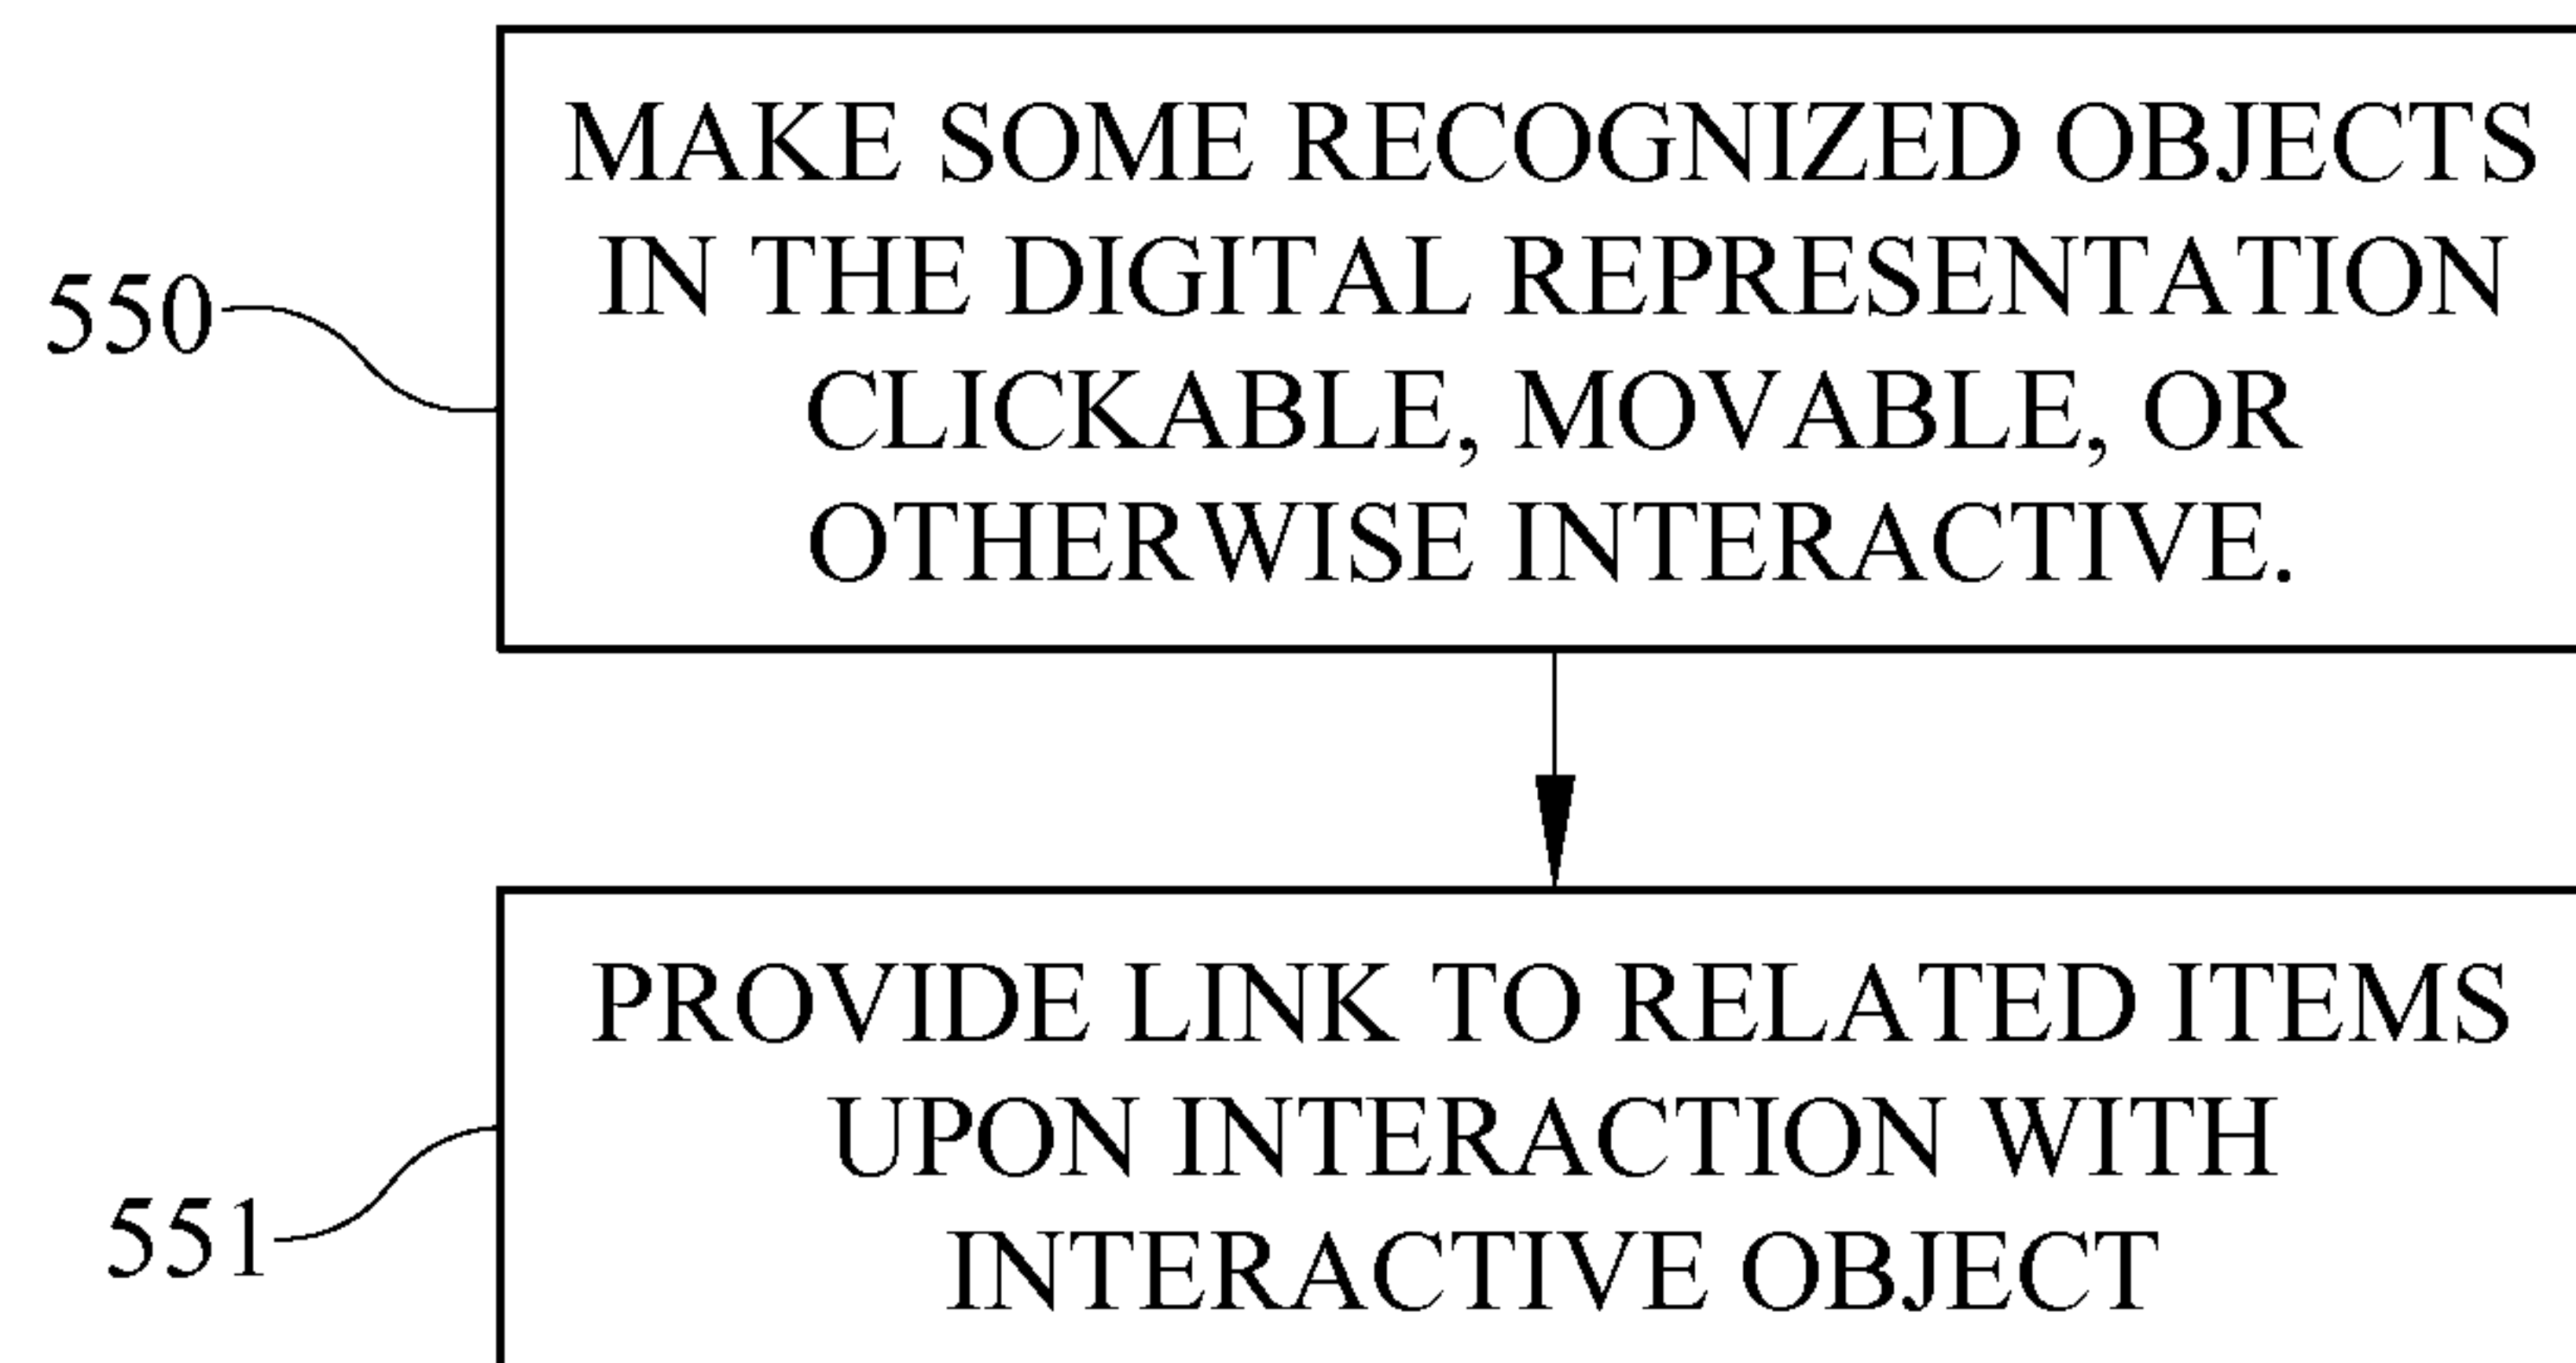 MAKE SOME RECOGNIZED OBJECTS
IN THE DIGITAL REPRESENTATION
CLICKABLE, MOVABLE, OR
OTHERWISE INTERACTIVE.
550
PROVIDE LINK TO RELATED ITEMS
UPON INTERACTION WITH
INTERACTIVE OBJECT
551